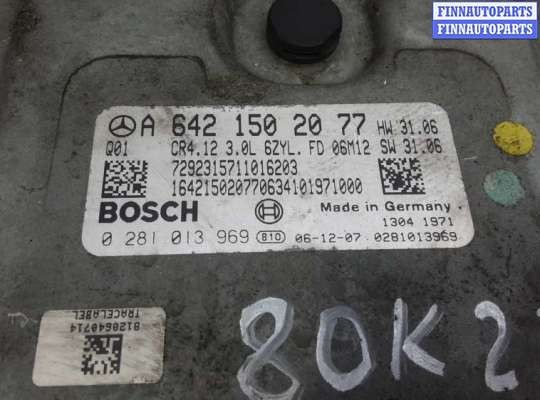 FINNAUTOPARTS
FINNAUTOPARTS
A 642 150 20 77 HW 31.06
Q01 CR4.12 3.0L 6ZYL. FD 06M12 SW 31.06
7292315711016203
16421502077063410197100​0
BOSCH Made in Germany
1304 1971
0 281 013 969 810 06-12-07 0281013969
TRACELABEL
8120640714
80K2